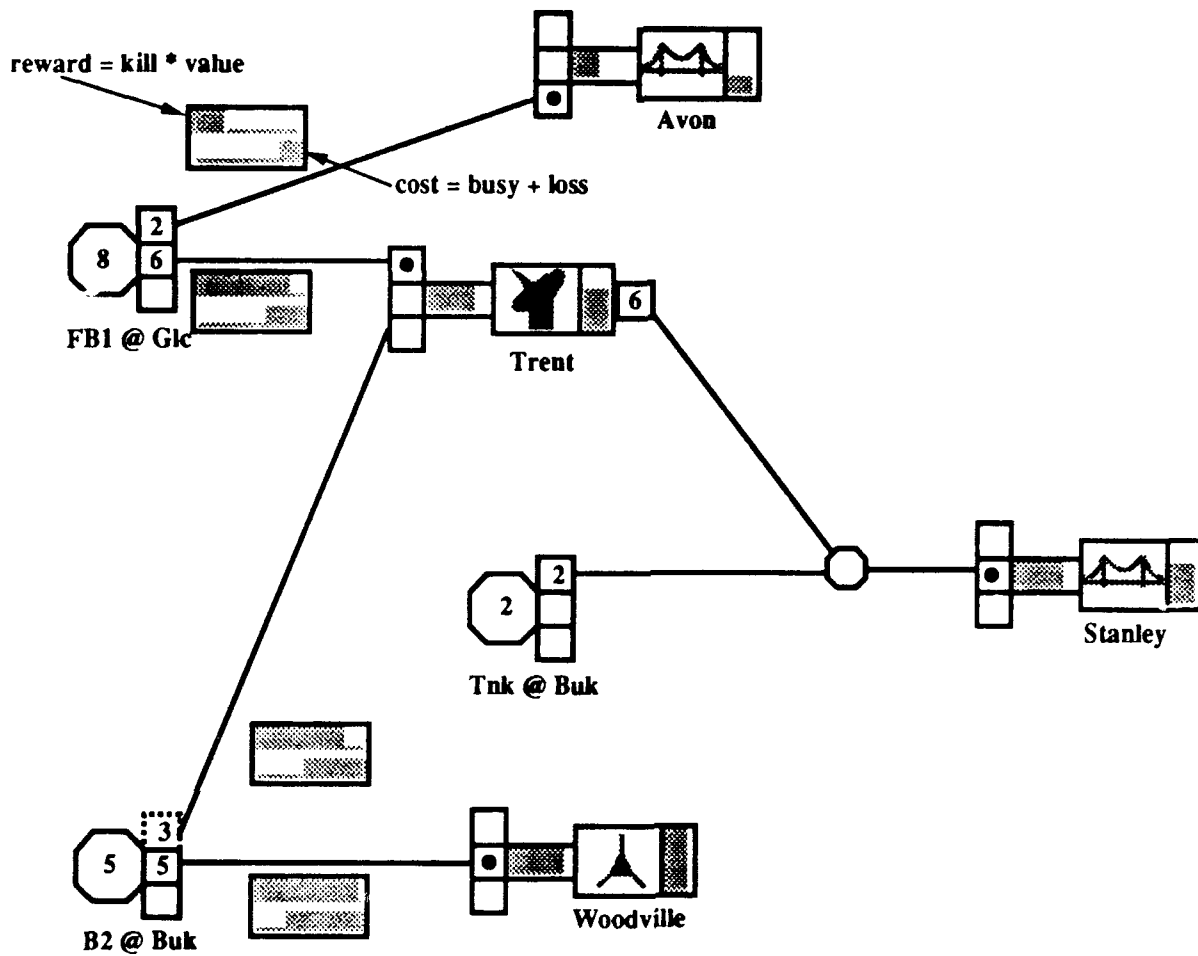 reward = kill * value
Avon
cost = busy + loss
2
8
6
FB1 @ Glc
6
Trent
2
2
Stanley
Tnk @ Buk
3
5
5
Woodville
B2 @ Buk